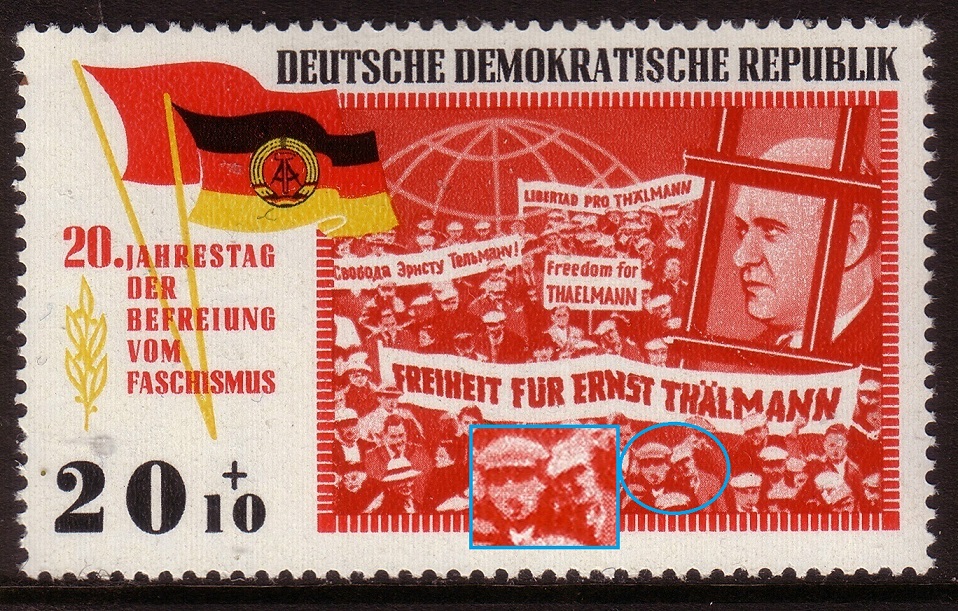 DEUTSCHE DEMOKRATISCHE REPUBLIK
LIBERTAD PRO THÄLMANN
Свобода Эрнсту Тельману!
Freedom for
THAELMANN
FREIHEIT FÜR ERNST THÄLMANN
20. JAHRESTAG
DER
BEFREIUNG
VOM
FASCHISMUS
20+10